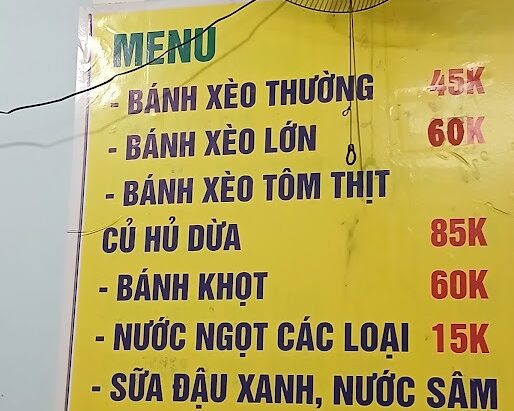 MENU
- BÁNH XÈO THƯỜNG 45K
- BÁNH XÈO LỚN 60K
- BÁNH XÈO TÔM THỊT
CỦ HỦ DỪA 85K
- BÁNH KHỌT 60K
- NƯỚC NGỌT CÁC LOẠI 15K
- SỮA ĐẬU XANH, NƯỚC SÂM